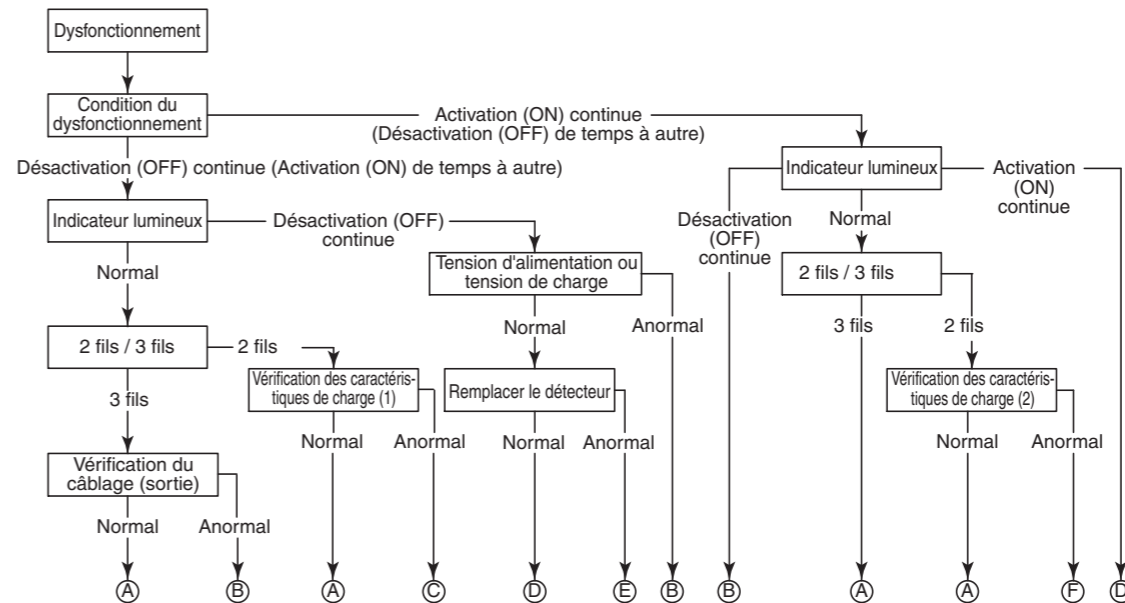 Dysfonctionnement
Condition du
dysfonctionnement
Activation (ON) continue
(Désactivation (OFF) de temps à autre)
Désactivation (OFF) continue (Activation (ON) de temps à autre)
Indicateur lumineux
Activation
(ON)
continue
Indicateur lumineux
Désactivation (OFF)
continue
Désactivation
(OFF)
continue
Normal
Normal
Tension d'alimentation ou
tension de charge
2 fils / 3 fils
Normal
Anormal
3 fils
2 fils
2 fils / 3 fils
2 fils
3 fils
Vérification des caractéris-
tiques de charge (1)
Remplacer le détecteur
Vérification des caractéris-
tiques de charge (2)
Normal
Anormal
Normal
Anormal
Normal
Anormal
Vérification du
câblage (sortie)
Normal
Anormal
A B A C D E B B A A F D